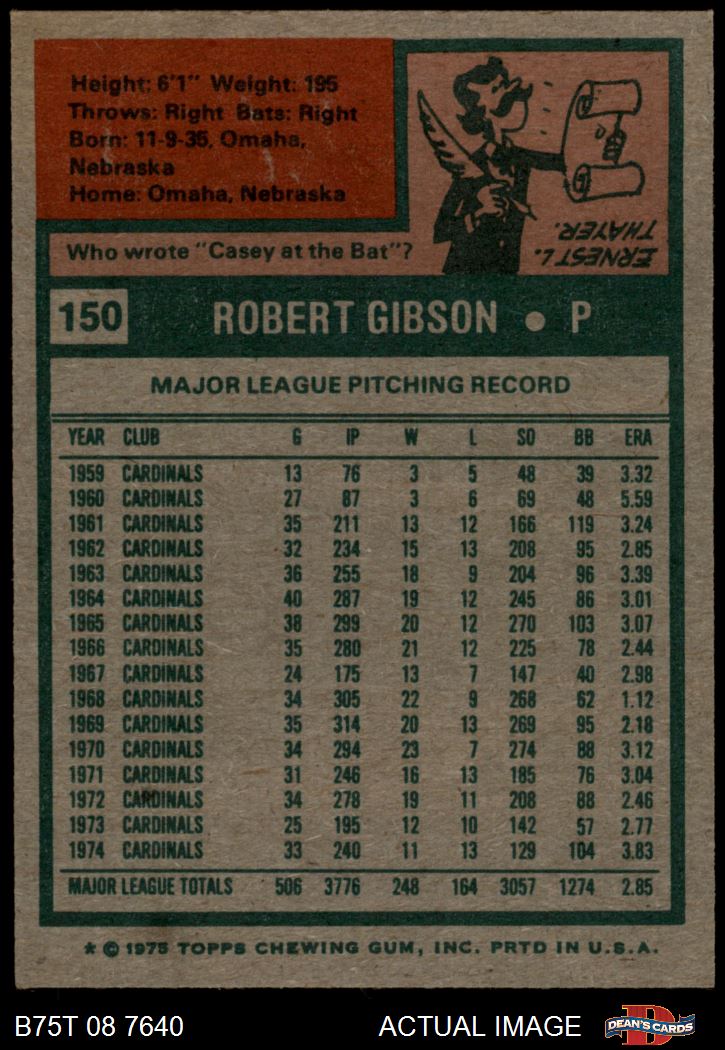 Height: 6'1" Weight: 195
Throws: Right Bats: Right
Born: 11-9-35, Omaha,
Nebraska
Home: Omaha, Nebraska
Who wrote "Casey at the Bat"?
ERNEST L.
THAYER.
150 ROBERT GIBSON • P
MAJOR LEAGUE PITCHING RECORD
YEAR CLUB G IP W L SO BB ERA
1959 CARDINALS 13 76 3 5 48 39 3.32
1960 CARDINALS 27 87 3 6 69 48 5.59
1961 CARDINALS 35 211 13 12 166 119 3.24
1962 CARDINALS 32 234 15 13 208 95 2.85
1963 CARDINALS 36 255 18 9 204 96 3.39
1964 CARDINALS 40 287 19 12 245 86 3.01
1965 CARDINALS 38 299 20 12 270 103 3.07
1966 CARDINALS 35 280 21 12 225 78 2.44
1967 CARDINALS 24 175 13 7 147 40 2.98
1968 CARDINALS 34 305 22 9 268 62 1.12
1969 CARDINALS 35 314 20 13 269 95 2.18
1970 CARDINALS 34 294 23 7 274 88 3.12
1971 CARDINALS 31 246 16 13 185 76 3.04
1972 CARDINALS 34 278 19 11 208 88 2.46
1973 CARDINALS 25 195 12 10 142 57 2.77
1974 CARDINALS 33 240 11 13 129 104 3.83
MAJOR LEAGUE TOTALS 506 3776 248 164 3057 1274 2.85
* © 1975 TOPPS CHEWING GUM, INC. PRTD IN U.S.A.
B75T 08 7640 ACTUAL IMAGE
D
DEAN'S CARDS